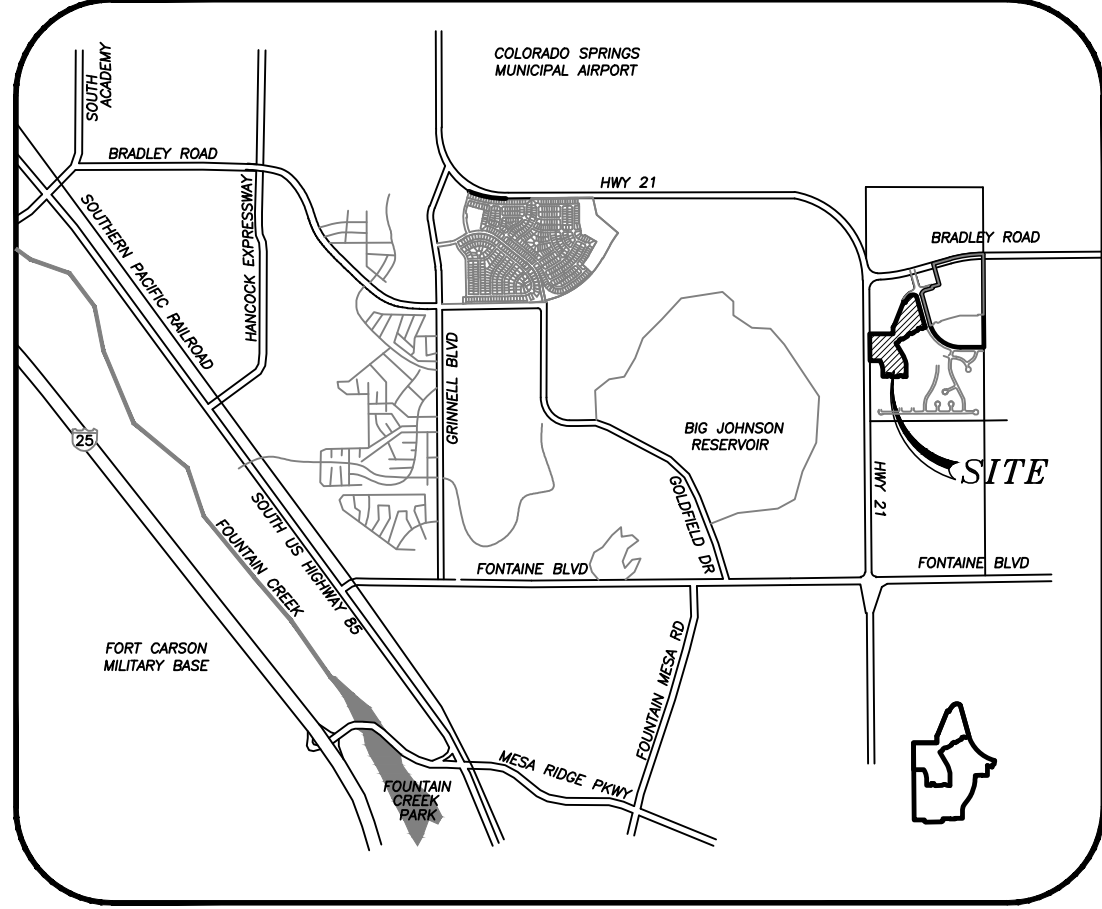 COLORADO SPRINGS
MUNICIPAL AIRPORT
SOUTH
ACADEMY
BRADLEY ROAD
HWY 21
BRADLEY ROAD
SOUTHERN PACIFIC RAILROAD
HANCOCK EXPRESSWAY
GRINNELL BLVD
BIG JOHNSON
RESERVOIR
25
SITE
HWY 21
GOLDFIELD DR
SOUTH US HIGHWAY 85
FOUNTAIN CREEK
FONTAINE BLVD
FONTAINE BLVD
FORT CARSON
MILITARY BASE
FOUNTAIN MESA RD
MESA RIDGE PKWY
FOUNTAIN
CREEK
PARK